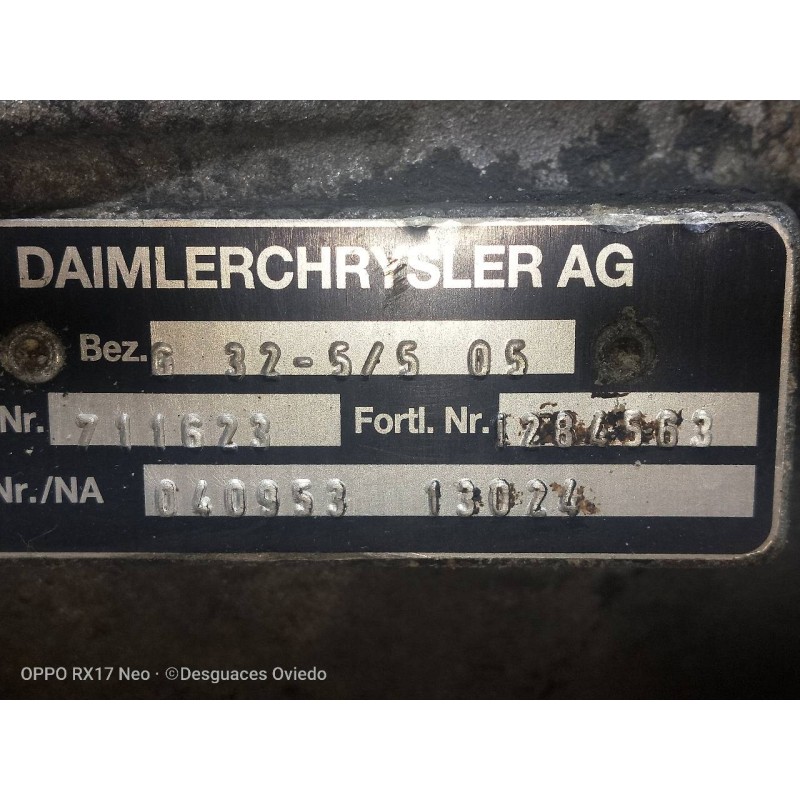 DAIMLERCHRYSLER AG
Bez. G 32-5/5 05
Nr. 711623 Fortl. Nr. 1284563
Nr./NA 040953 13024
OPPO RX17 Neo · ©Desguaces Oviedo